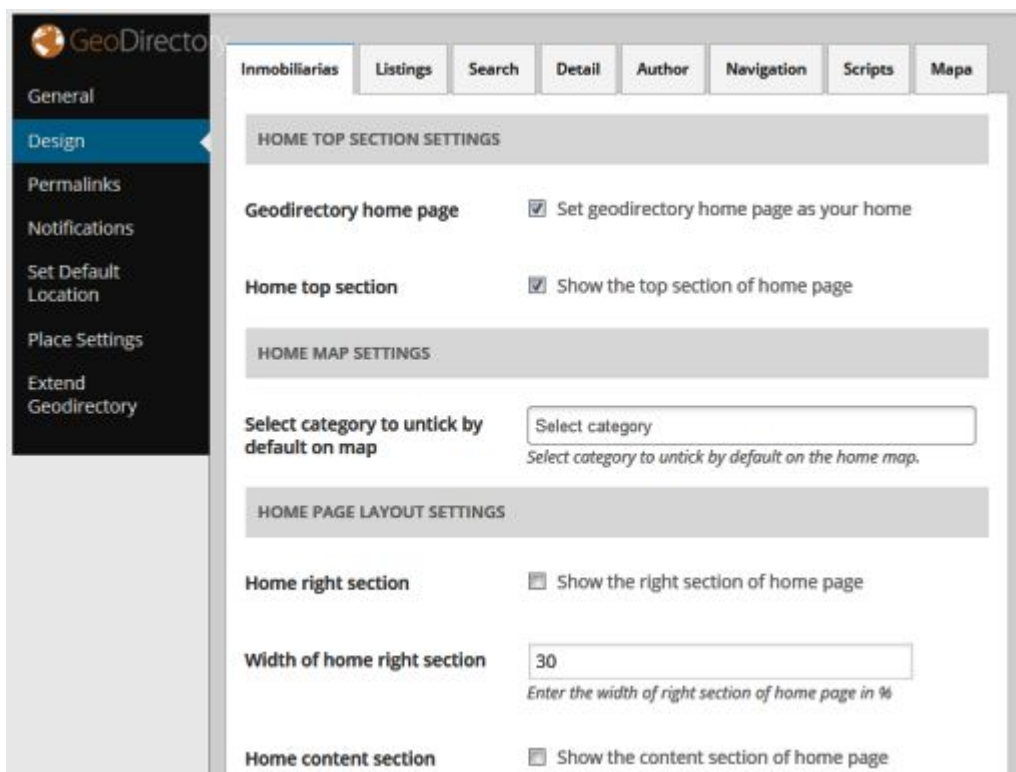 GeoDirectory
General
Design
Permalinks
Notifications
Set Default
Location
Place Settings
Extend
Geodirectory
Inmobiliarias Listings Search Detail Author Navigation Scripts Mapa
HOME TOP SECTION SETTINGS
Geodirectory home page Set geodirectory home page as your home
Home top section Show the top section of home page
HOME MAP SETTINGS
Select category to untick by
default on map
Select category
Select category to untick by default on the home map.
HOME PAGE LAYOUT SETTINGS
Home right section Show the right section of home page
Width of home right section 30
Enter the width of right section of home page in %
Home content section Show the content section of home page